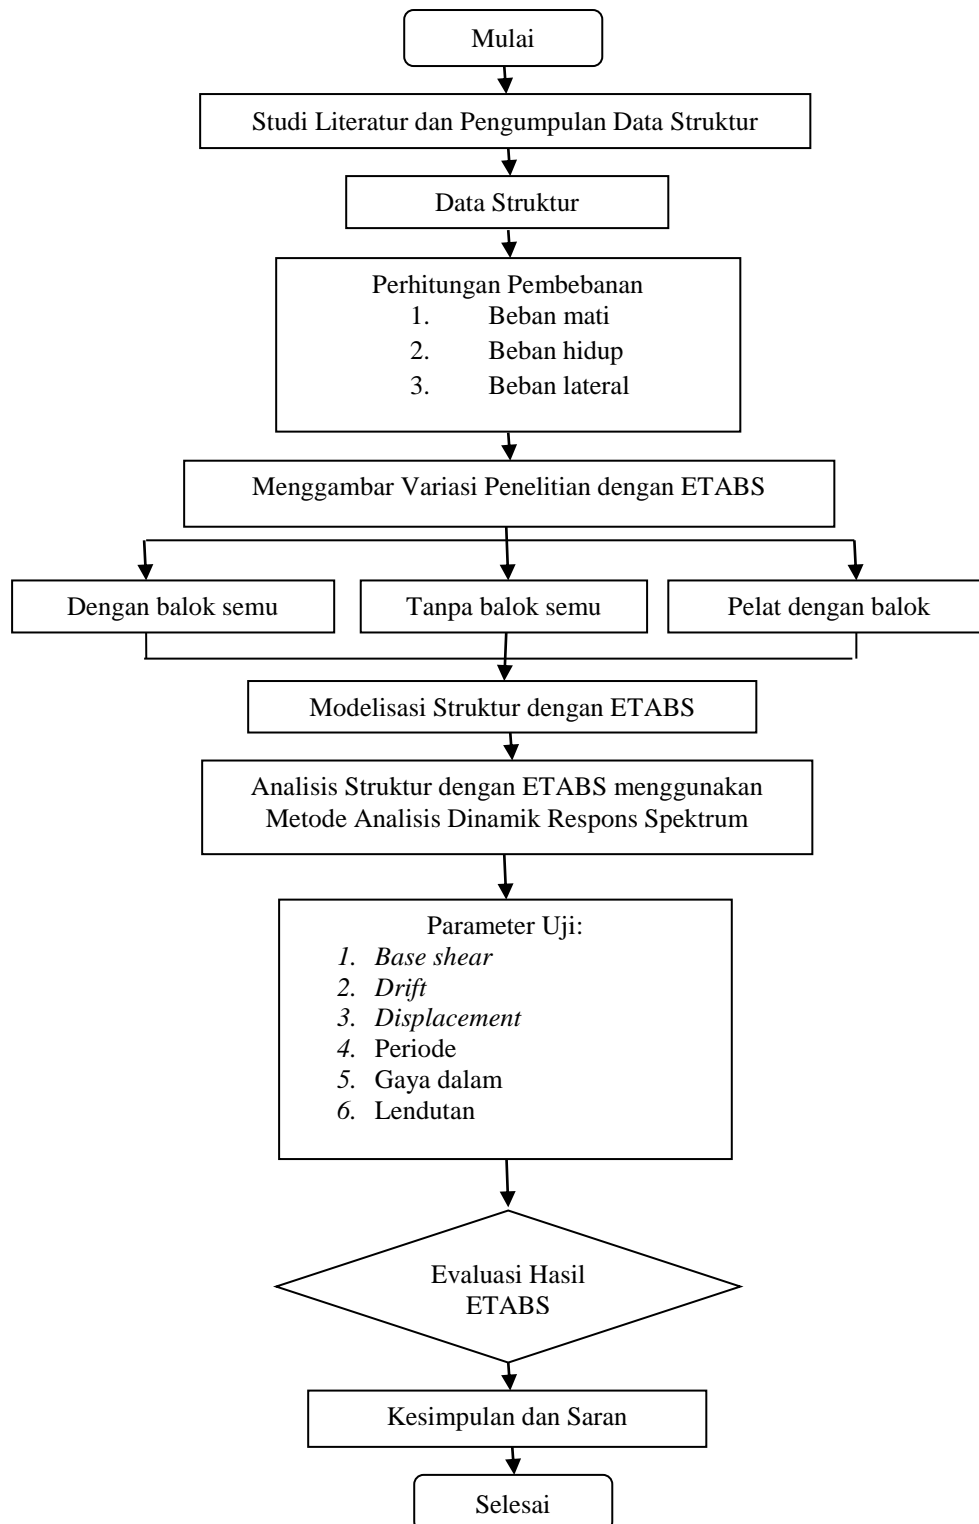 Mulai
Studi Literatur dan Pengumpulan Data Struktur
Data Struktur
Perhitungan Pembebanan
1. Beban mati
2. Beban hidup
3. Beban lateral
Menggambar Variasi Penelitian dengan ETABS
Dengan balok semu
Tanpa balok semu
Pelat dengan balok
Modelisasi Struktur dengan ETABS
Analisis Struktur dengan ETABS menggunakan
Metode Analisis Dinamik Respons Spektrum
Parameter Uji:
1. Base shear
2. Drift
3. Displacement
4. Periode
5. Gaya dalam
6. Lendutan
Evaluasi Hasil
ETABS
Kesimpulan dan Saran
Selesai